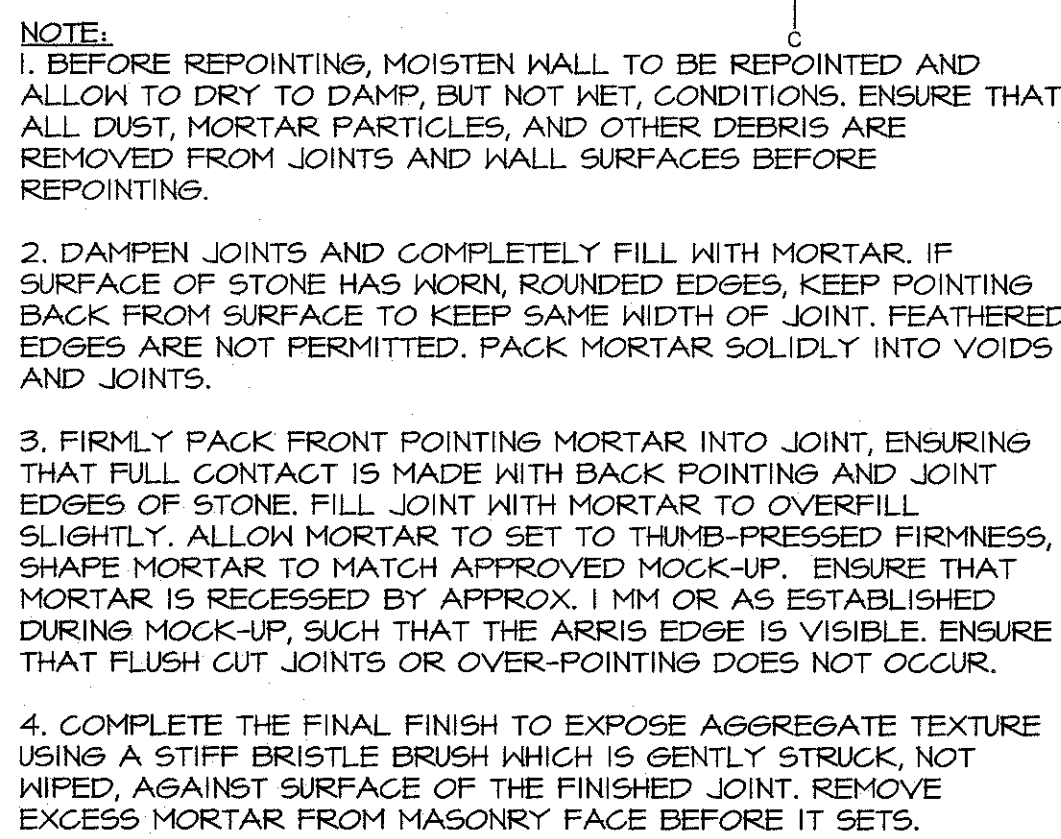 C
NOTE:
1. BEFORE REPOINTING, MOISTEN WALL TO BE REPOINTED AND
ALLOW TO DRY TO DAMP, BUT NOT WET, CONDITIONS. ENSURE THAT
ALL DUST, MORTAR PARTICLES, AND OTHER DEBRIS ARE
REMOVED FROM JOINTS AND WALL SURFACES BEFORE
REPOINTING.
2. DAMPEN JOINTS AND COMPLETELY FILL WITH MORTAR. IF
SURFACE OF STONE HAS WORN, ROUNDED EDGES, KEEP POINTING
BACK FROM SURFACE TO KEEP SAME WIDTH OF JOINT. FEATHERED
EDGES ARE NOT PERMITTED. PACK MORTAR SOLIDLY INTO VOIDS
AND JOINTS.
3. FIRMLY PACK FRONT POINTING MORTAR INTO JOINT, ENSURING
THAT FULL CONTACT IS MADE WITH BACK POINTING AND JOINT
EDGES OF STONE. FILL JOINT WITH MORTAR TO OVERFILL
SLIGHTLY. ALLOW MORTAR TO SET TO THUMB-PRESSED FIRMNESS,
SHAPE MORTAR TO MATCH APPROVED MOCK-UP. ENSURE THAT
MORTAR IS RECESSED BY APPROX. 1 MM OR AS ESTABLISHED
DURING MOCK-UP, SUCH THAT THE ARRIS EDGE IS VISIBLE. ENSURE
THAT FLUSH CUT JOINTS OR OVER-POINTING DOES NOT OCCUR.
4. COMPLETE THE FINAL FINISH TO EXPOSE AGGREGATE TEXTURE
USING A STIFF BRISTLE BRUSH WHICH IS GENTLY STRUCK, NOT
WIPED, AGAINST SURFACE OF THE FINISHED JOINT. REMOVE
EXCESS MORTAR FROM MASONRY FACE BEFORE IT SETS.